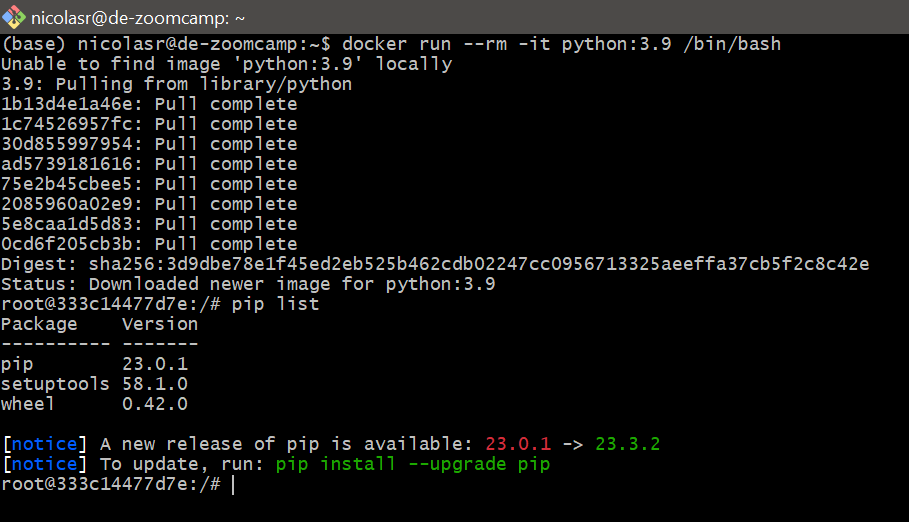 nicolasr@de-zoomcamp: ~
(base) nicolasr@de-zoomcamp:~$ docker run --rm -it python:3.9 /bin/bash
Unable to find image 'python:3.9' locally
3.9: Pulling from library/python
1b13d4e1a46e: Pull complete
1c74526957fc: Pull complete
30d855997954: Pull complete
ad5739181616: Pull complete
75e2b45cbee5: Pull complete
2085960a02e9: Pull complete
5e8caa1d5d83: Pull complete
0cd6f205cb3b: Pull complete
Digest: sha256:3d9dbe78e1f45ed2eb525b462cdb02247cc0956713325aeeffa37cb5f2c8c42e
Status: Downloaded newer image for python:3.9
root@333c14477d7e:/# pip list
Package    Version
---------- -------
pip        23.0.1
setuptools 58.1.0
wheel      0.42.0
[notice] A new release of pip is available: 23.0.1 -> 23.3.2
[notice] To update, run: pip install --upgrade pip
root@333c14477d7e:/#